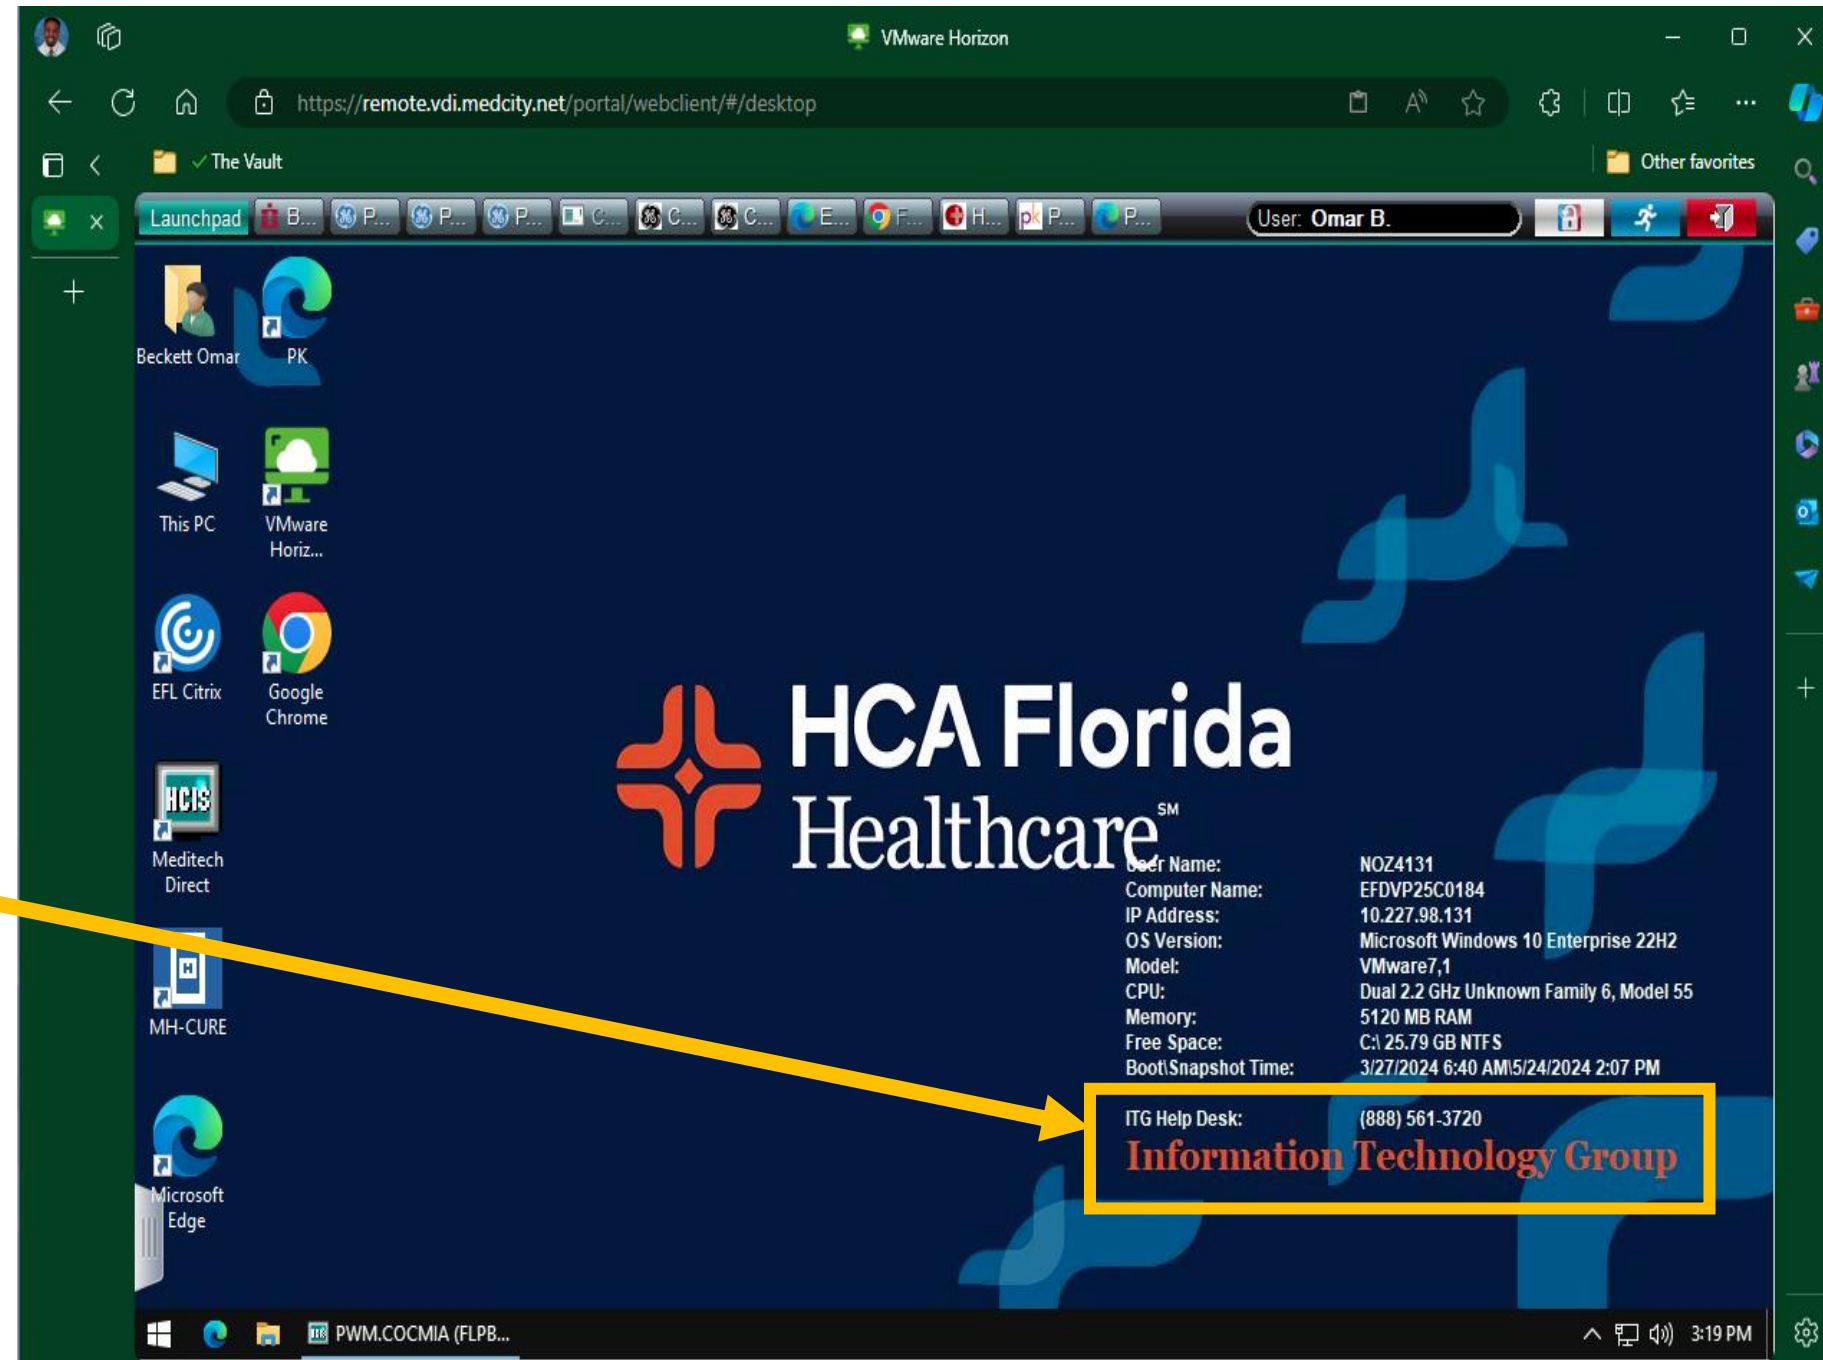 VMware Horizon
https://remote.vdi.medcity.net/portal/webclient/#/desktop
The Vault
Other favorites
Launchpad B... P... P... P... C... C... C... E... F... H... pk P... P... User: Omar B.
Beckett Omar
PK
This PC
VMware
Horiz...
EFL Citrix
Google
Chrome
HCA Florida
Healthcare℠
HCIS
Meditech
Direct
MH-CURE
Microsoft
Edge
User Name: NOZ4131
Computer Name: EFDVP25C0184
IP Address: 10.227.98.131
OS Version: Microsoft Windows 10 Enterprise 22H2
Model: VMware7,1
CPU: Dual 2.2 GHz Unknown Family 6, Model 55
Memory: 5120 MB RAM
Free Space: C:\ 25.79 GB NTFS
Boot\Snapshot Time: 3/27/2024 6:40 AM\5/24/2024 2:07 PM
ITG Help Desk: (888) 561-3720
Information Technology Group
PWM.COCMIA (FLPB...
3:19 PM